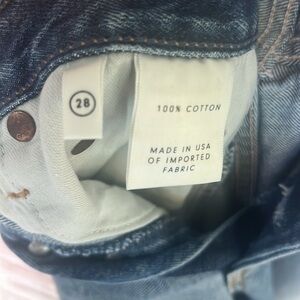 28
100% COTTON
MADE IN USA
OF IMPORTED
FABRIC